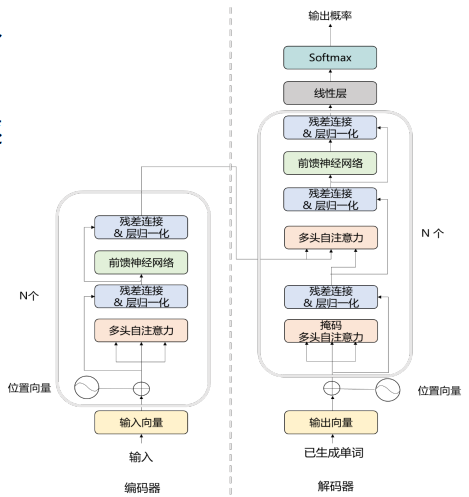 输出概率
Softmax
线性层
残差连接
& 层归一化
前馈神经网络
残差连接
& 层归一化
多头自注意力
N 个
残差连接
& 层归一化
掩码
多头自注意力
位置向量
输出向量
已生成单词
解码器
残差连接
& 层归一化
前馈神经网络
N个
残差连接
& 层归一化
多头自注意力
位置向量
输入向量
输入
编码器